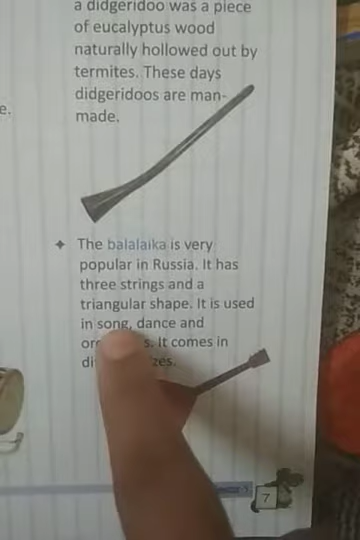 a didgeridoo was a piece
of eucalyptus wood
naturally hollowed out by
termites. These days
didgeridoos are man-
made.
e.
The balalaika is very
popular in Russia. It has
three strings and a
triangular shape. It is used
in song, dance and
s. It comes in
zes.
7